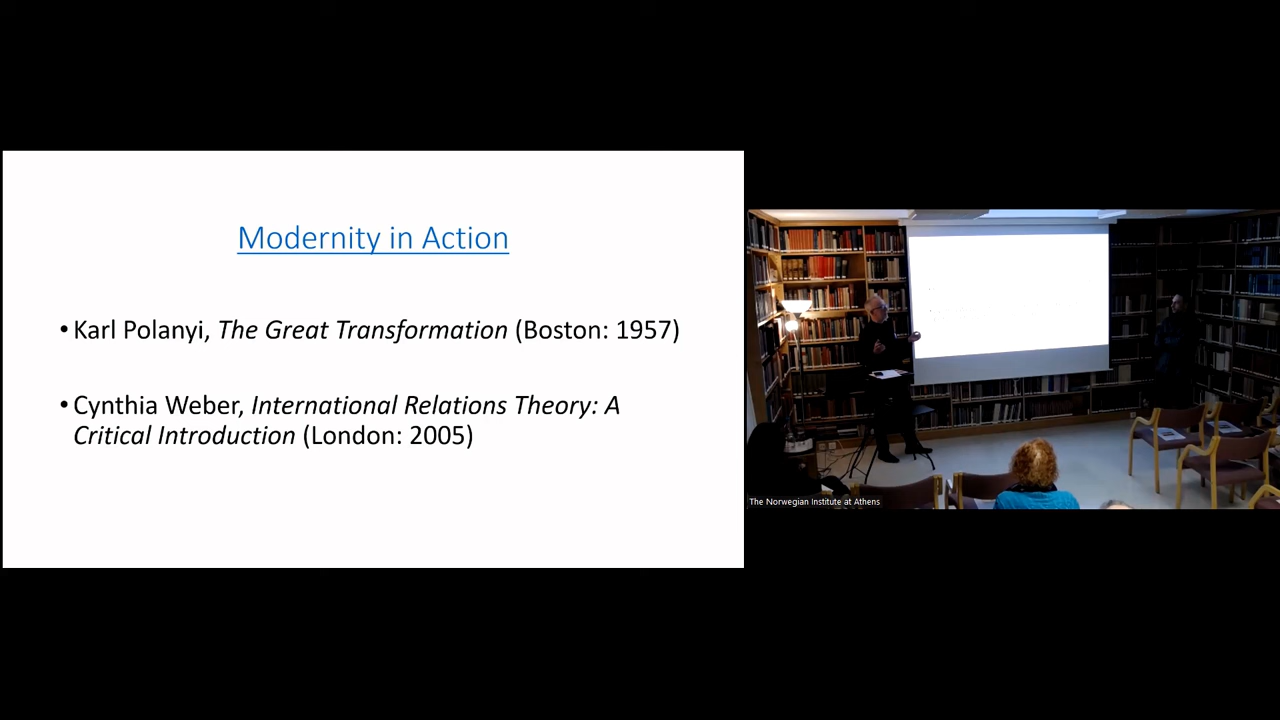 Modernity in Action
• Karl Polanyi, The Great Transformation (Boston: 1957)
• Cynthia Weber, International Relations Theory: A
Critical Introduction (London: 2005)
The Norwegian Institute at Athens